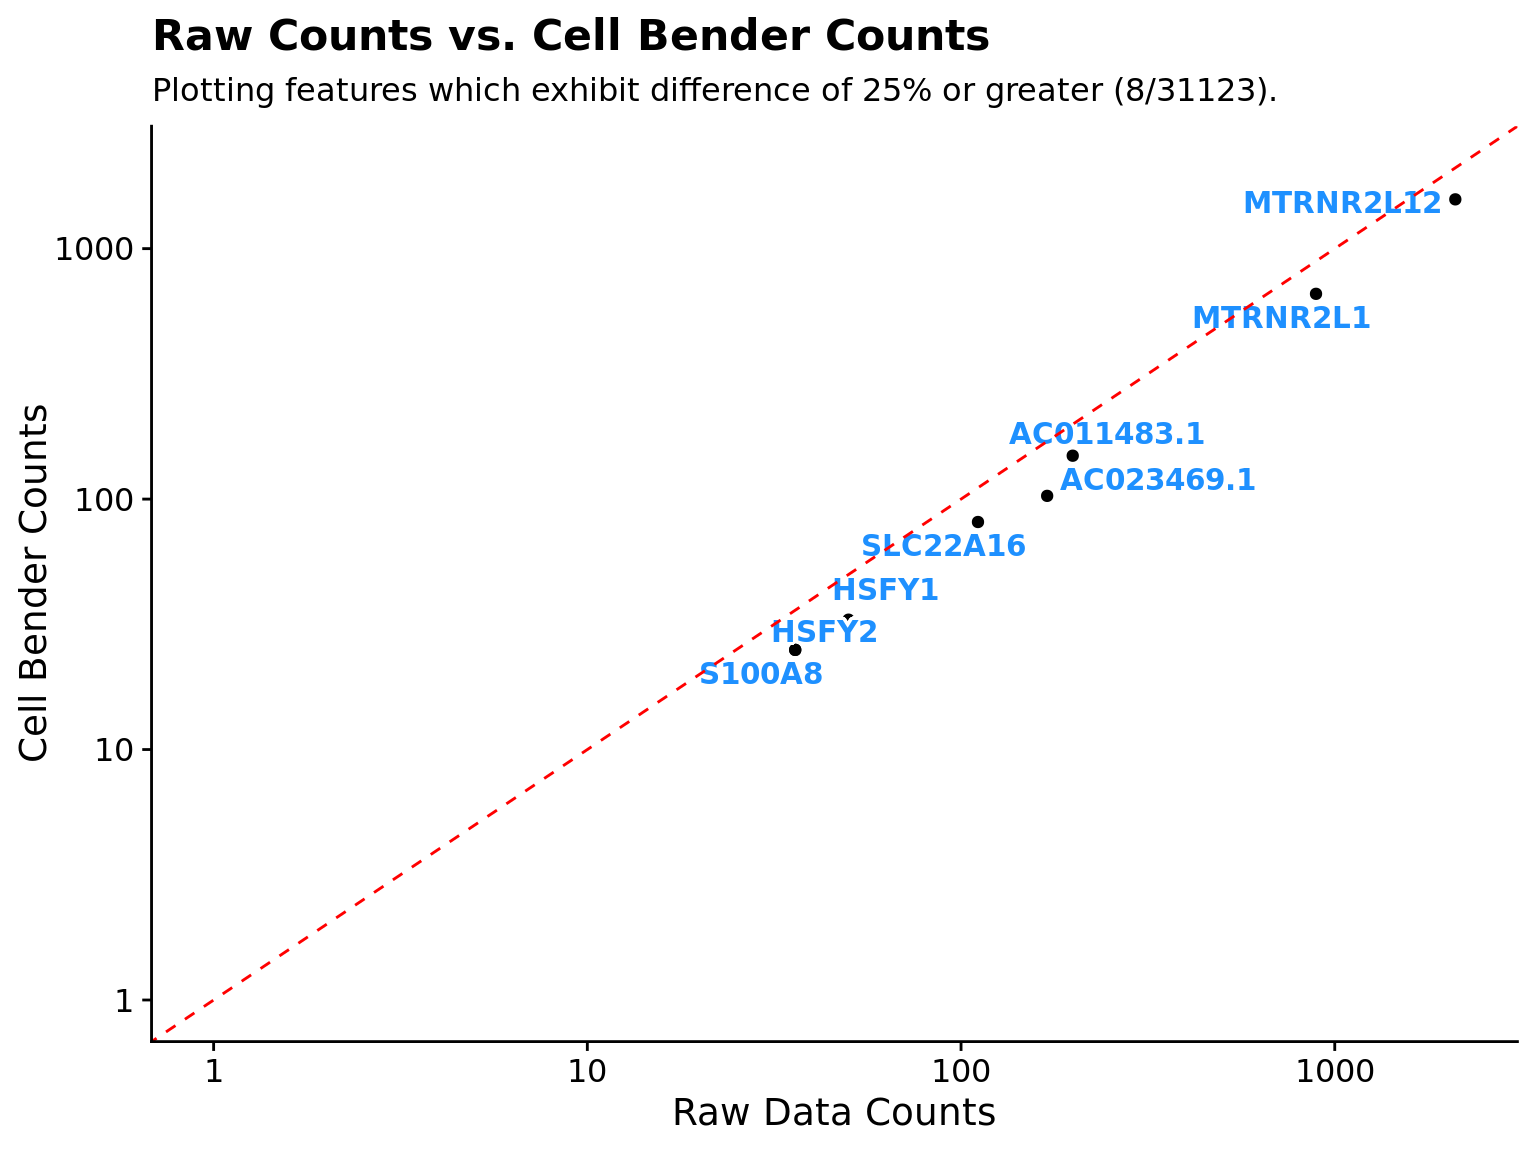 Raw Counts vs. Cell Bender Counts
Plotting features which exhibit difference of 25% or greater (8/31123).
MTRNR2L12
1000
MTRNR2L1
AC011483.1
AC023469.1
100
SLC22A16
HSFY1
HSFY2
S100A8
Cell Bender Counts
10
1
1
10
100
1000
Raw Data Counts